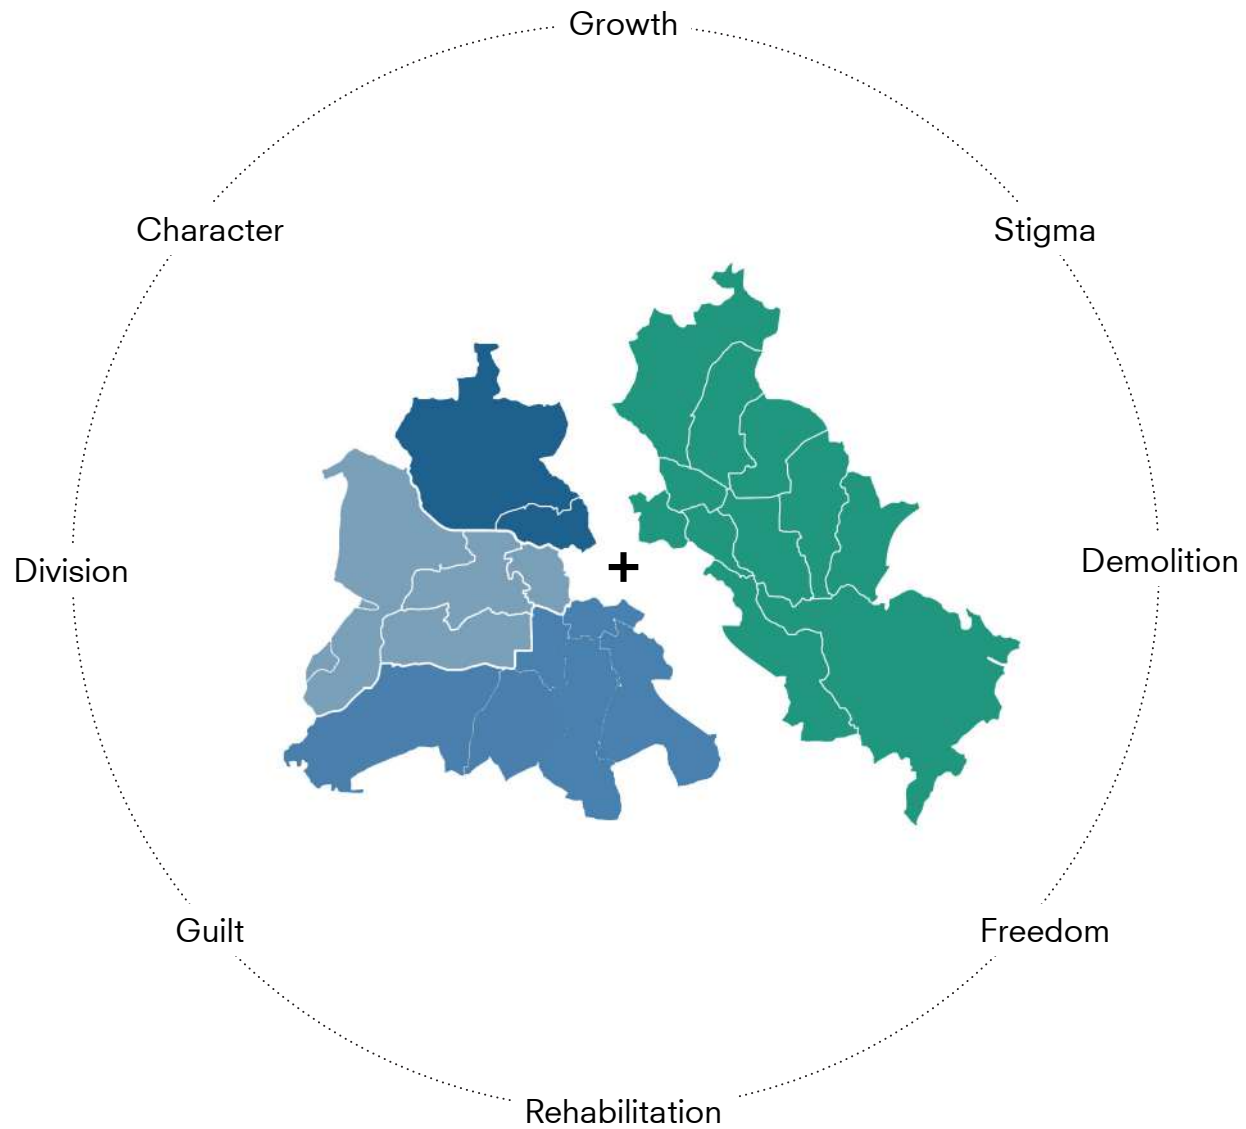 Growth
Character
Stigma
+
Division
Demolition
Guilt
Freedom
Rehabilitation